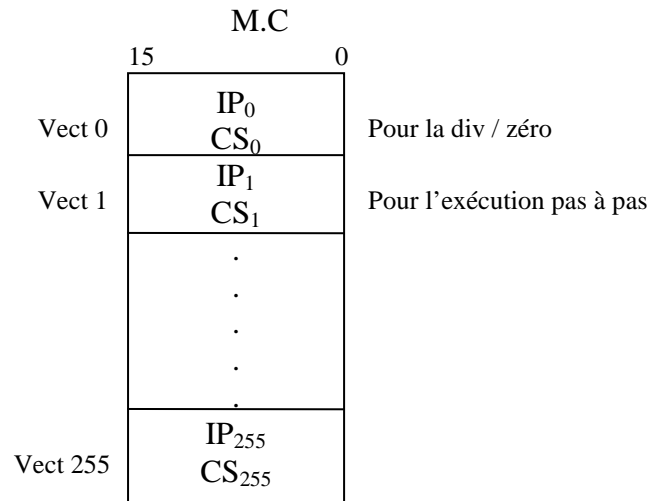 M.C
15 0
IP₀
Vect 0 CS₀ Pour la div / zéro
IP₁
Vect 1 CS₁ Pour l’exécution pas à pas
.
.
.
.
.
IP₂₅₅
Vect 255 CS₂₅₅